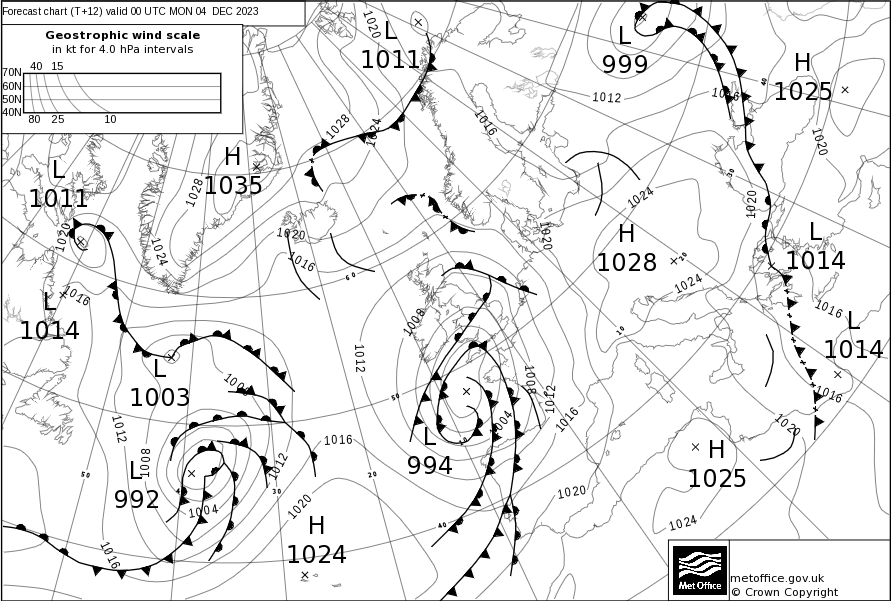 Forecast chart (T+12) valid 00 UTC MON 04 DEC 2023
Geostrophic wind scale
in kt for 4.0 hPa intervals
40 15
70N
60N
50N
40N
80 25 10
L
1011
1020
L
999
H
1025
1012
1016
40
1028
1024
1016
1020
H
1035
L
1011
1028
30
1024
1020
1020
1024
1020
1016
1020
H
1028
20
L
1014
60
1024
L
1014
1016
1016
L
1014
1008
10
1012
L
1003
1008
1008
1012
1016
50
1012
1004
1016
1020
1016
L
994
10
H
1025
L
992
1008
1012
50
20
30
40
1004
1020
1020
1024
40
H
1024
1016
Met Office
metoffice.gov.uk
© Crown Copyright